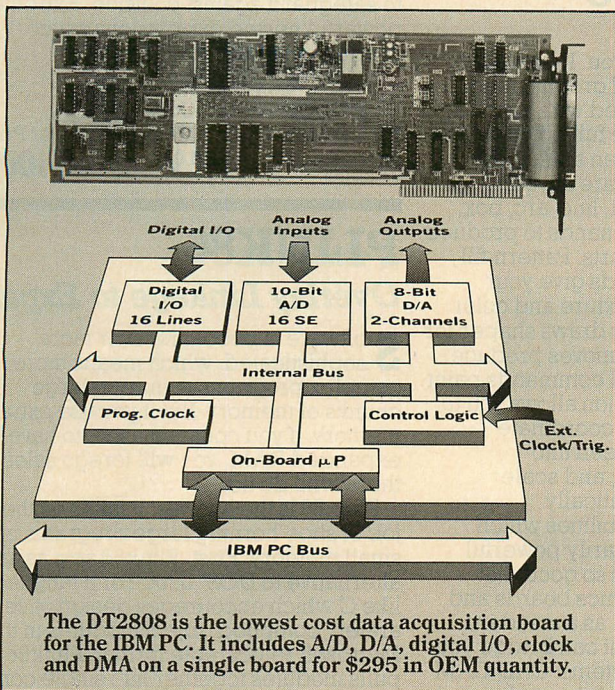 Digital I/O
Analog
Inputs
Analog
Outputs
Digital
I/O
16 Lines
10-Bit
A/D
16 SE
8-Bit
D/A
2-Channels
Internal Bus
Prog. Clock
Control Logic
Ext.
Clock/Trig.
On-Board μP
IBM PC Bus
The DT2808 is the lowest cost data acquisition board
for the IBM PC. It includes A/D, D/A, digital I/O, clock
and DMA on a single board for $295 in OEM quantity.